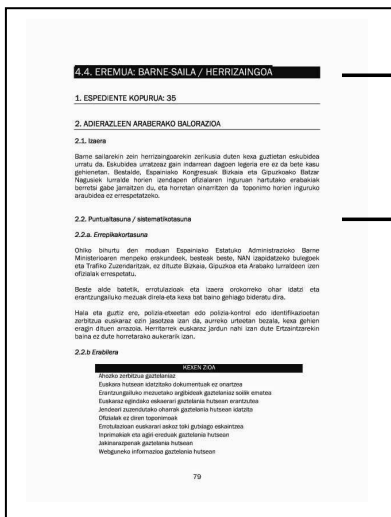 4.4. EREMUA: BARNE-SAILA / HERRIZAINGOA
1. ESPEDIENTE KOPURUA: 35
2. ADIERAZLEEN ARABERAKO BALORAZIOA
2.1. Izaera
Barne sailarekin zein herrizaingoarekin zerikusia duten kexa guztietan eskubidea
urratu da. Eskubidea urratzeaz gain indarrean dagoen legeria ere ez da bete kasu
gehienetan. Bestalde, Espainiako Kongresuak Bizkaia eta Gipuzkoako Batzar
Nagusiek lurralde horien izendapen ofizialaren inguruan hartutako erabakiak
berretsi gabe jarraitzen du, eta horretan oinarritzen da toponimo horien inguruko
araubidea ez errespetatzeko.
2.2. Puntualtasuna / sistematikotasuna
2.2.a. Errepikakortasuna
Ohiko bihurtu den moduan Espainiako Estatuko Administrazioko Barne
Ministerioaren menpeko erakundeek, besteak beste, NAN izapidatzeko bulegoek
eta Trafiko Zuzendaritzak, ez dituzte Bizkaia, Gipuzkoa eta Arabako lurraldeen izen
ofizialak errespetatu.
Beste alde batetik, errotulazioak eta izaera orokorreko ohar idatzi eta
erantzungailuko mezuak direla-eta kexa bat baino gehiago bideratu dira.
Hala eta guztiz ere, polizia-etxeetan edo polizia-kontrol edo identifikazioetan
zerbitzua euskaraz ezin jasotzea izan da, aurreko urteetan bezala, kexa gehien
eragin dituen arrazoia. Herritarrek euskaraz jardun nahi izan dute Ertzaintzarekin
baina ez dute horretarako aukerarik izan.
2.2.b Erabilera
KEXEN ZIOA
Ahozko zerbitzua gaztelaniaz
Euskara hutsean idatzitako dokumentuak ez onartzea
Erantzungailuko mezuetako argibideak gaztelaniaz soilik ematea
Euskaraz egindako eskaerari gaztelania hutsean erantzutea
Jendeari zuzendutako oharrak gaztelania hutsean idatzita
Ofizialak ez diren toponimoak
Errotulazioan euskarari askoz toki gutxiago eskaintzea
Inprimakiek eta agiri ereduak gaztelania hutsean
Jakinarazpenak gaztelania hutsean
Webguneko informazioa gaztelania hutsean
79